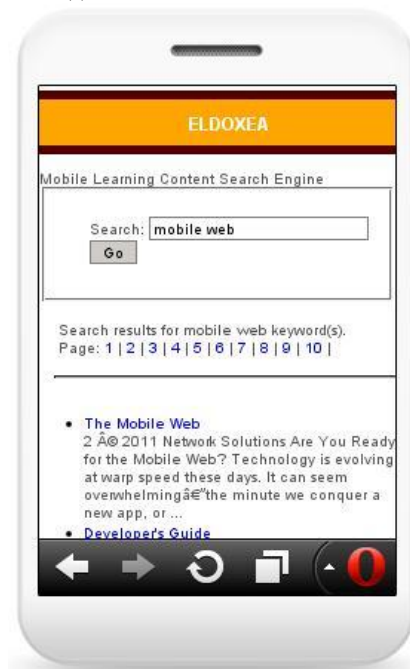 ELDOXEA
Mobile Learning Content Search Engine
Search: mobile web
Go
Search results for mobile web keyword(s).
Page: 1 | 2 | 3 | 4 | 5 | 6 | 7 | 8 | 9 | 10 |
• The Mobile Web
2 Â© 2011 Network Solutions Are You Ready
for the Mobile Web? Technology is evolving
at warp speed these days. It can seem
overwhelmingâ€”the minute we conquer a
new app, or ...
• Developer's Guide